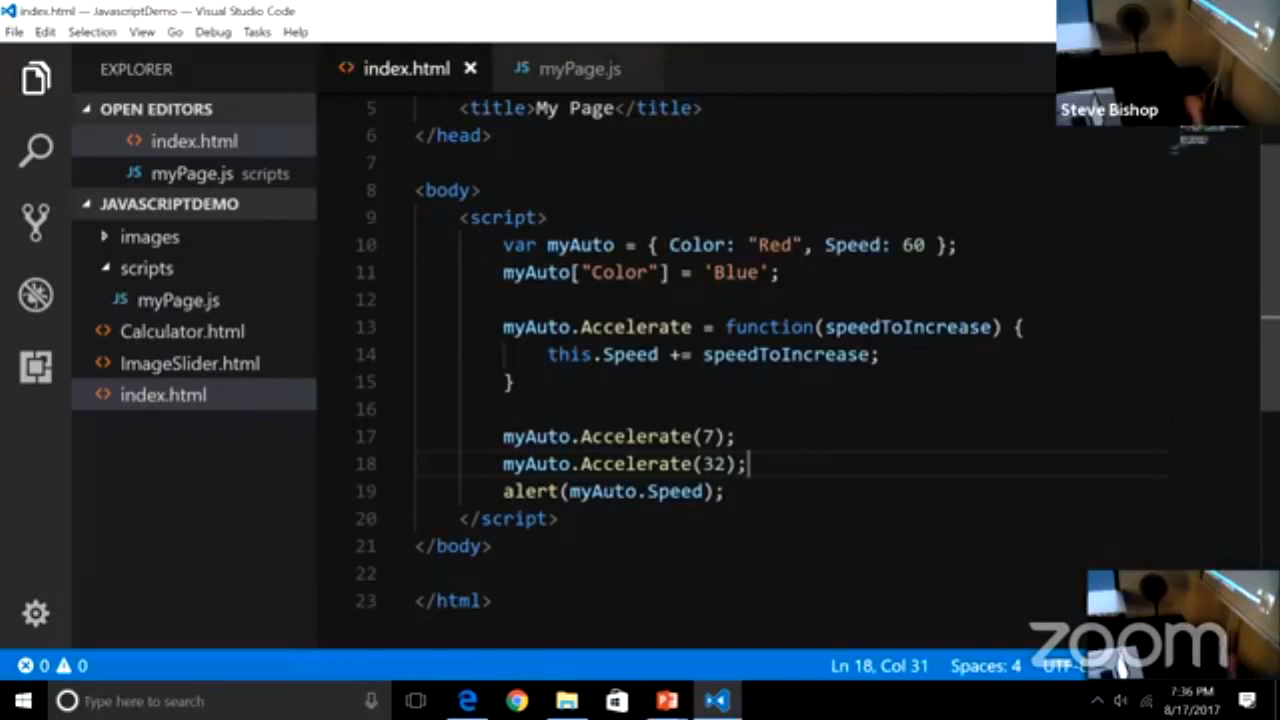 index.html — JavascriptDemo — Visual Studio Code
File Edit Selection View Go Debug Tasks Help
EXPLORER
OPEN EDITORS
index.html
myPage.js scripts
JAVASCRIPTDEMO
images
scripts
JS myPage.js
Calculator.html
ImageSlider.html
index.html
index.html
JS myPage.js
5 <title>My Page</title>
6 </head>
7
8 <body>
9 <script>
10 var myAuto = { Color: "Red", Speed: 60 };
11 myAuto["Color"] = 'Blue';
12
13 myAuto.Accelerate = function(speedToIncrease) {
14 this.Speed += speedToIncrease;
15 }
16
17 myAuto.Accelerate(7);
18 myAuto.Accelerate(32);
19 alert(myAuto.Speed);
20 </script>
21 </body>
22
23 </html>
Steve Bishop
zoom
0 0
Ln 18, Col 31 Spaces: 4
Type here to search
7:36 PM
8/17/2017